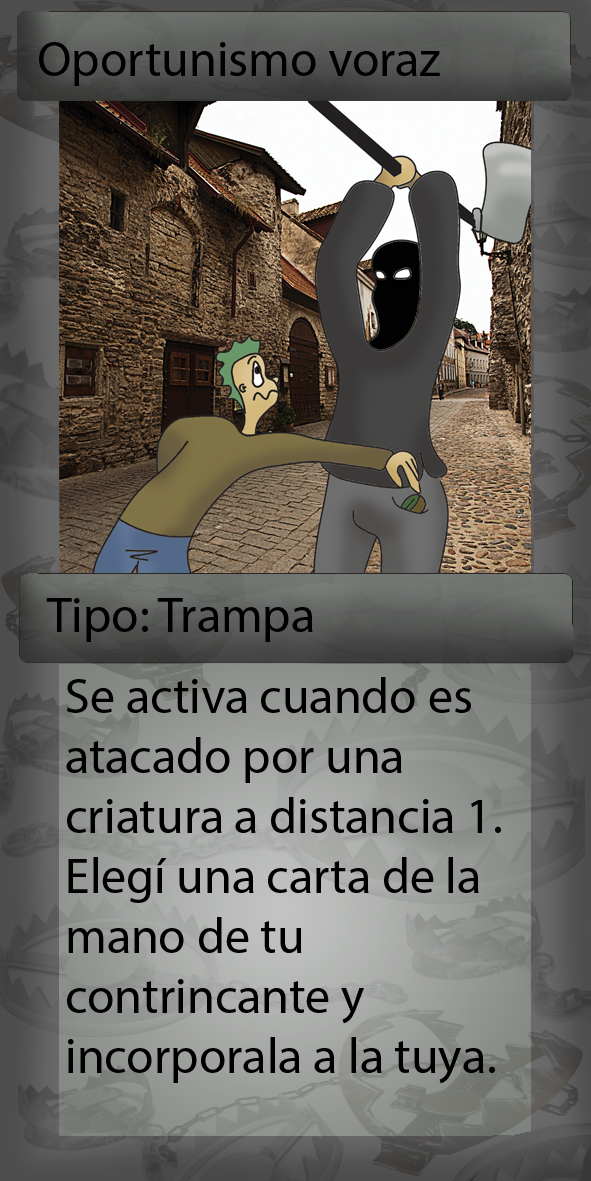 Oportunismo voraz
Tipo: Trampa
Se activa cuando es
atacado por una
criatura a distancia 1.
Elegí una carta de la
mano de tu
contrincante y
incorporala a la tuya.